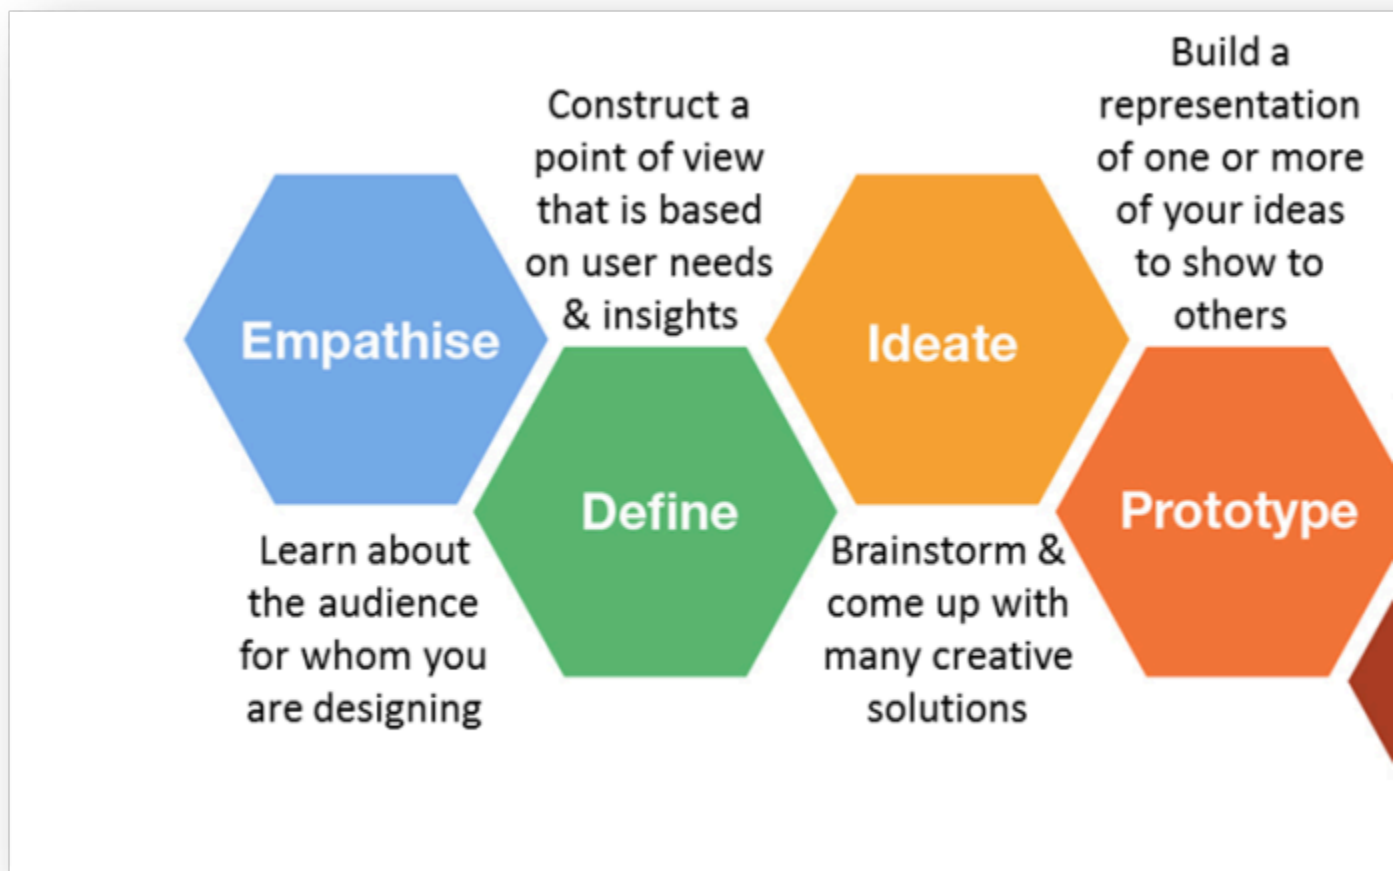 Empathise
Learn about
the audience
for whom you
are designing
Construct a
point of view
that is based
on user needs
& insights
Define
Ideate
Brainstorm &
come up with
many creative
solutions
Build a
representation
of one or more
of your ideas
to show to
others
Prototype